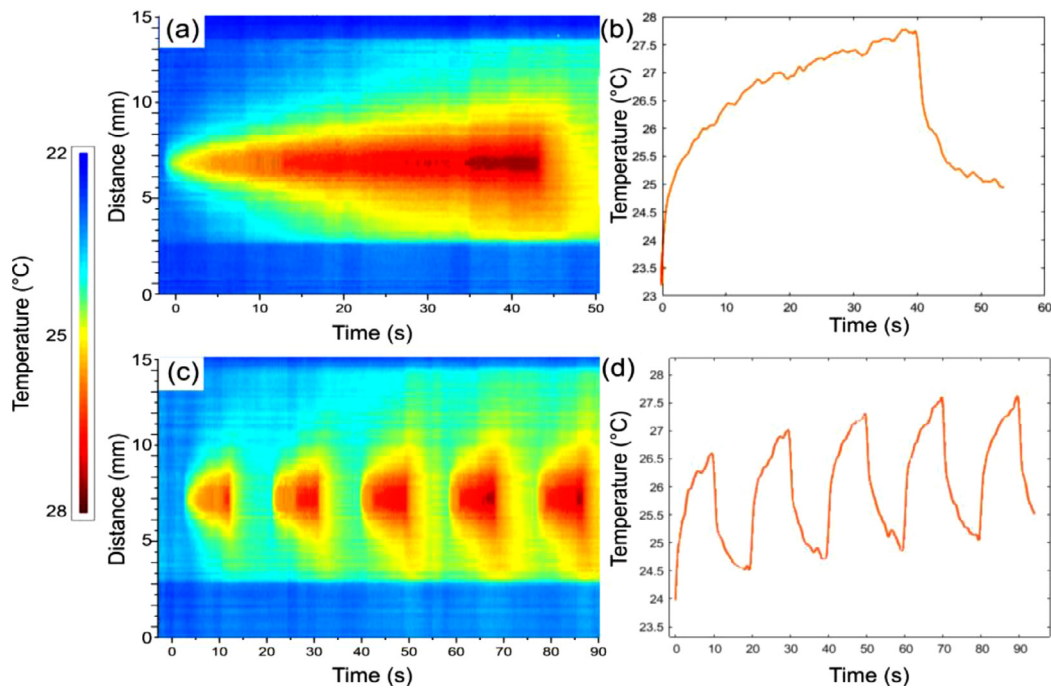 (a)
15
10
5
0
Distance (mm)
0 10 20 30 40 50
Time (s)
(b)
28
27.5
27
26.5
26
25.5
25
24.5
24
23.5
23
Temperature (°C)
0 10 20 30 40 50 60
Time (s)
22
25
28
Temperature (°C)
(c)
15
10
5
0
Distance (mm)
0 10 20 30 40 50 60 70 80 90
Time (s)
(d)
28
27.5
27
26.5
26
25.5
25
24.5
24
23.5
Temperature (°C)
0 10 20 30 40 50 60 70 80 90
Time (s)